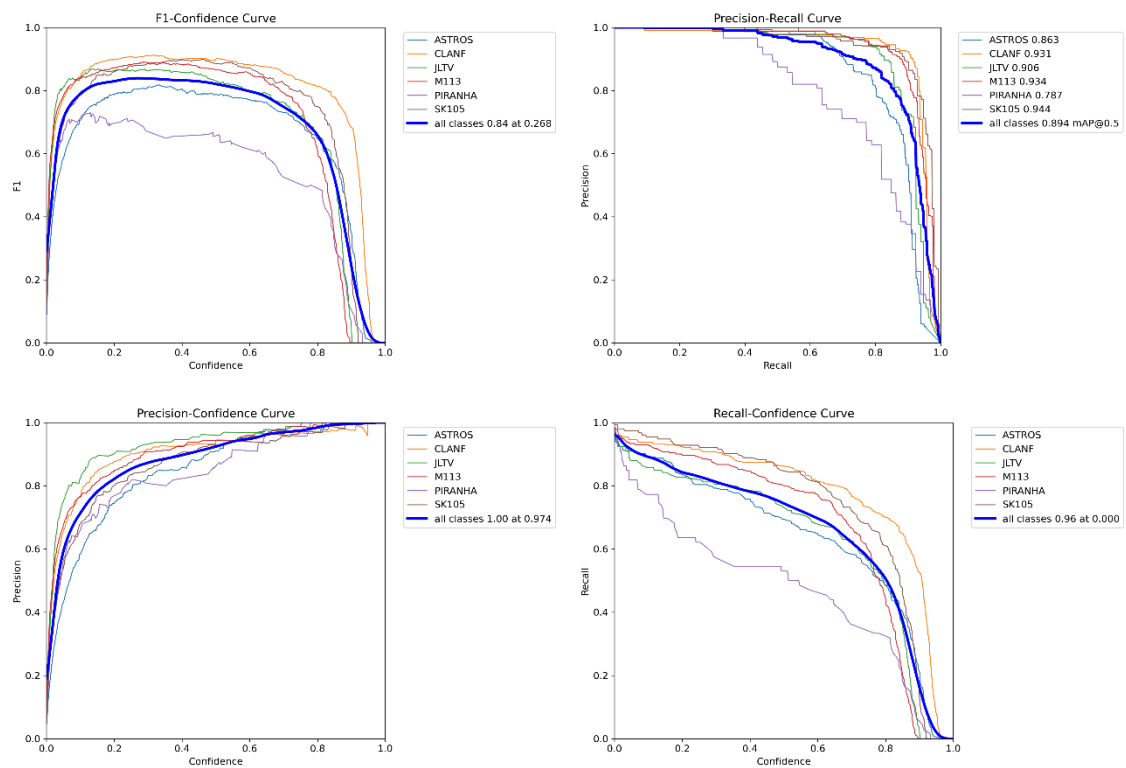 F1-Confidence Curve
F1
1.0
0.8
0.6
0.4
0.2
0.0
0.0 0.2 0.4 0.6 0.8 1.0
Confidence
ASTROS
CLANF
JLTV
M113
PIRANHA
SK105
all classes 0.84 at 0.268
Precision-Recall Curve
Precision
1.0
0.8
0.6
0.4
0.2
0.0
0.0 0.2 0.4 0.6 0.8 1.0
Recall
ASTROS 0.863
CLANF 0.931
JLTV 0.906
M113 0.934
PIRANHA 0.787
SK105 0.944
all classes 0.894 mAP@0.5
Precision-Confidence Curve
Precision
1.0
0.8
0.6
0.4
0.2
0.0
0.0 0.2 0.4 0.6 0.8 1.0
Confidence
ASTROS
CLANF
JLTV
M113
PIRANHA
SK105
all classes 1.00 at 0.974
Recall-Confidence Curve
Recall
1.0
0.8
0.6
0.4
0.2
0.0
0.0 0.2 0.4 0.6 0.8 1.0
Confidence
ASTROS
CLANF
JLTV
M113
PIRANHA
SK105
all classes 0.96 at 0.000